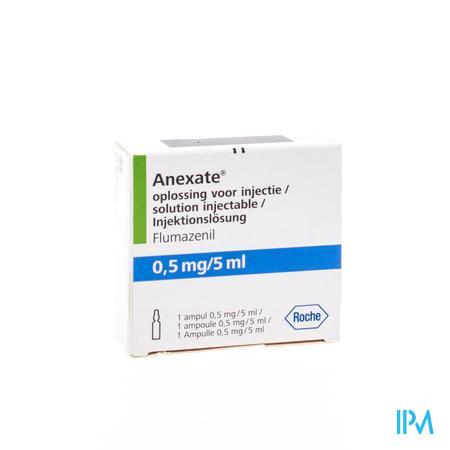 Anexate®
oplossing voor injectie /
solution injectable /
Injektionslösung
Flumazenil
0,5 mg/5 ml
1 ampul 0,5 mg/5 ml /
1 ampoule 0,5 mg/5 ml /
1 Ampulle 0,5 mg/5 ml
Roche
IPM